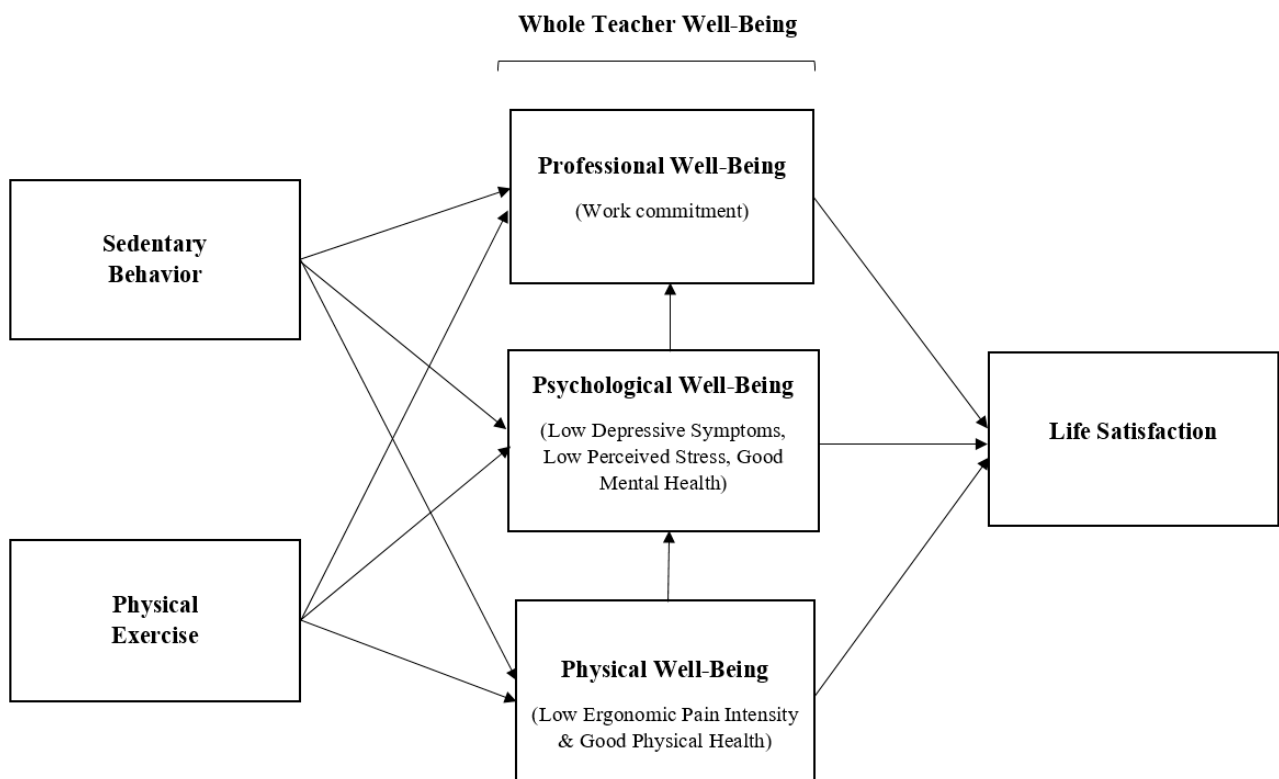 Whole Teacher Well-Being
Sedentary
Behavior
Physical
Exercise
Professional Well-Being
(Work commitment)
Psychological Well-Being
(Low Depressive Symptoms,
Low Perceived Stress, Good
Mental Health)
Physical Well-Being
(Low Ergonomic Pain Intensity
& Good Physical Health)
Life Satisfaction